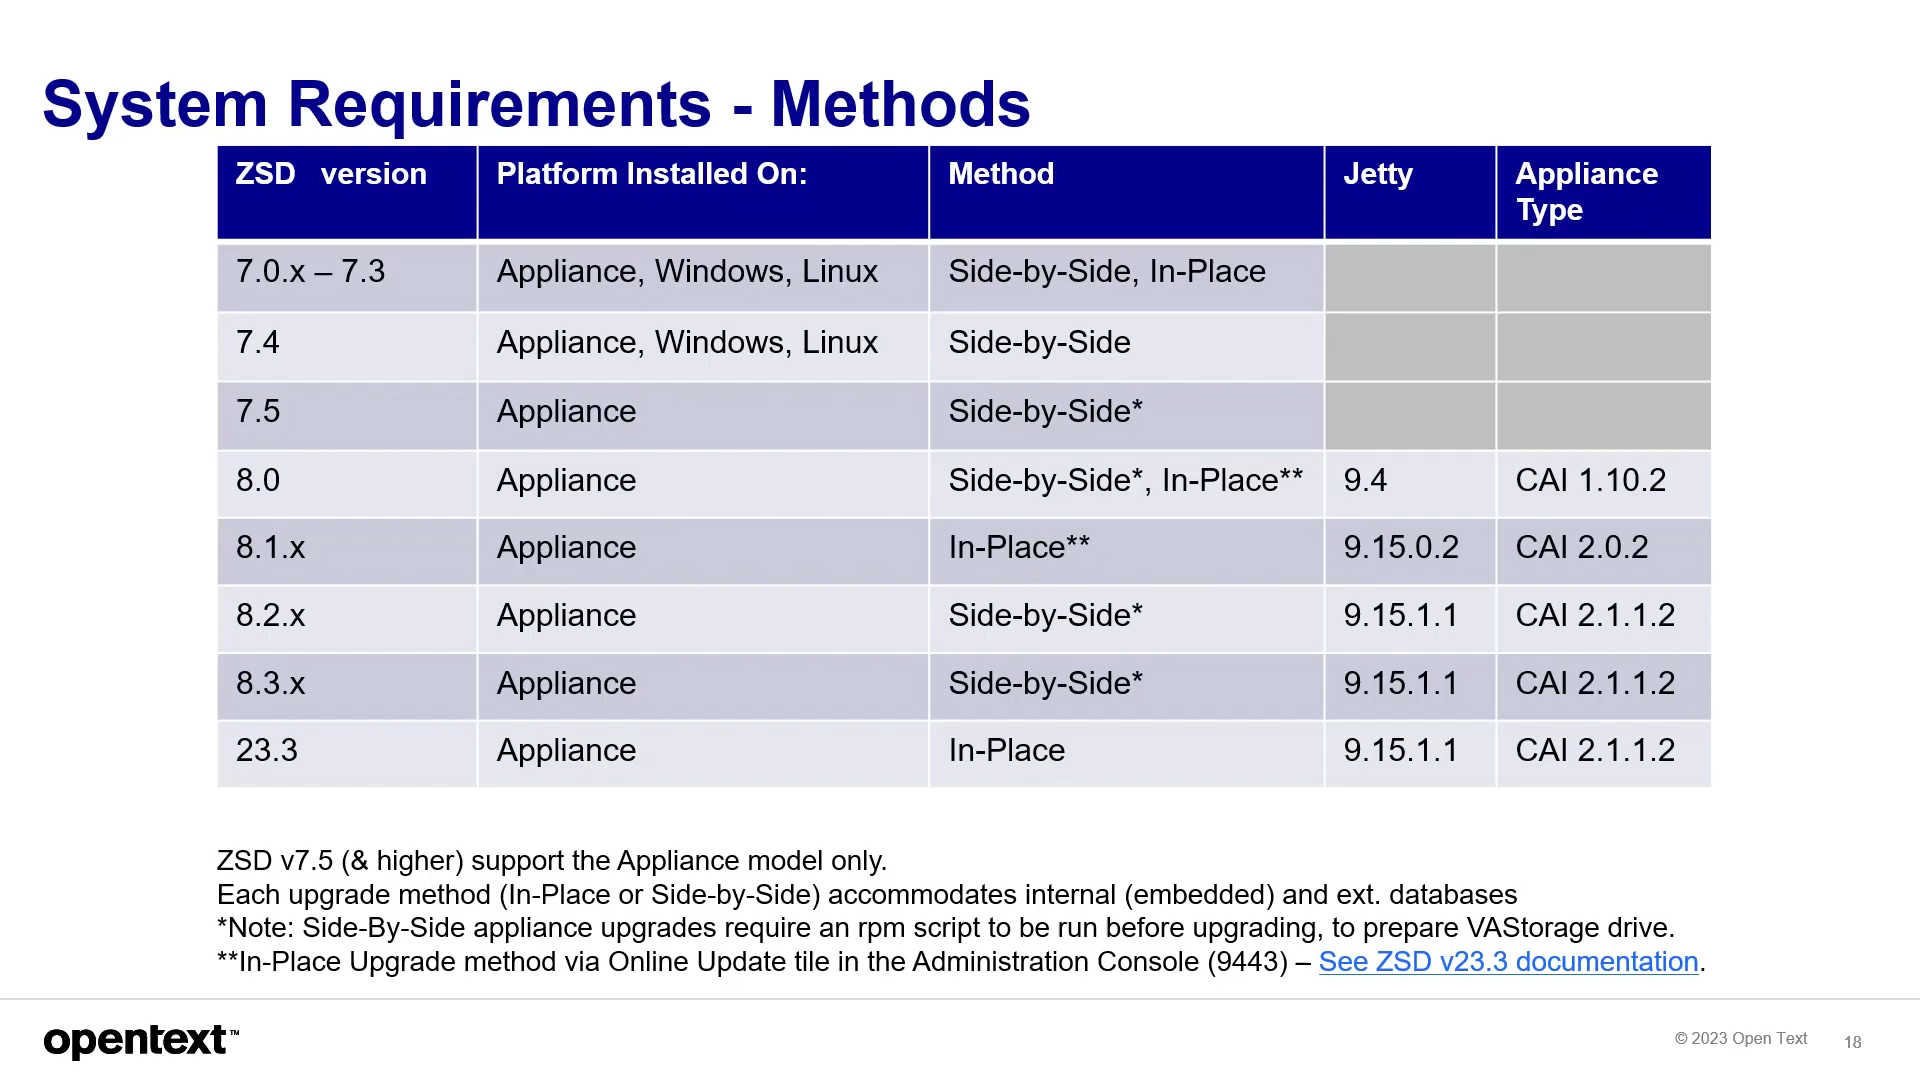 System Requirements - Methods
ZSD version Platform Installed On: Method Jetty Appliance Type
7.0.x – 7.3 Appliance, Windows, Linux Side-by-Side, In-Place
7.4 Appliance, Windows, Linux Side-by-Side
7.5 Appliance Side-by-Side*
8.0 Appliance Side-by-Side*, In-Place** 9.4 CAI 1.10.2
8.1.x Appliance In-Place** 9.15.0.2 CAI 2.0.2
8.2.x Appliance Side-by-Side* 9.15.1.1 CAI 2.1.1.2
8.3.x Appliance Side-by-Side* 9.15.1.1 CAI 2.1.1.2
23.3 Appliance In-Place 9.15.1.1 CAI 2.1.1.2
ZSD v7.5 (& higher) support the Appliance model only.
Each upgrade method (In-Place or Side-by-Side) accommodates internal (embedded) and ext. databases
*Note: Side-By-Side appliance upgrades require an rpm script to be run before upgrading, to prepare VAStorage drive.
**In-Place Upgrade method via Online Update tile in the Administration Console (9443) – See ZSD v23.3 documentation.
opentext™
© 2023 Open Text 18